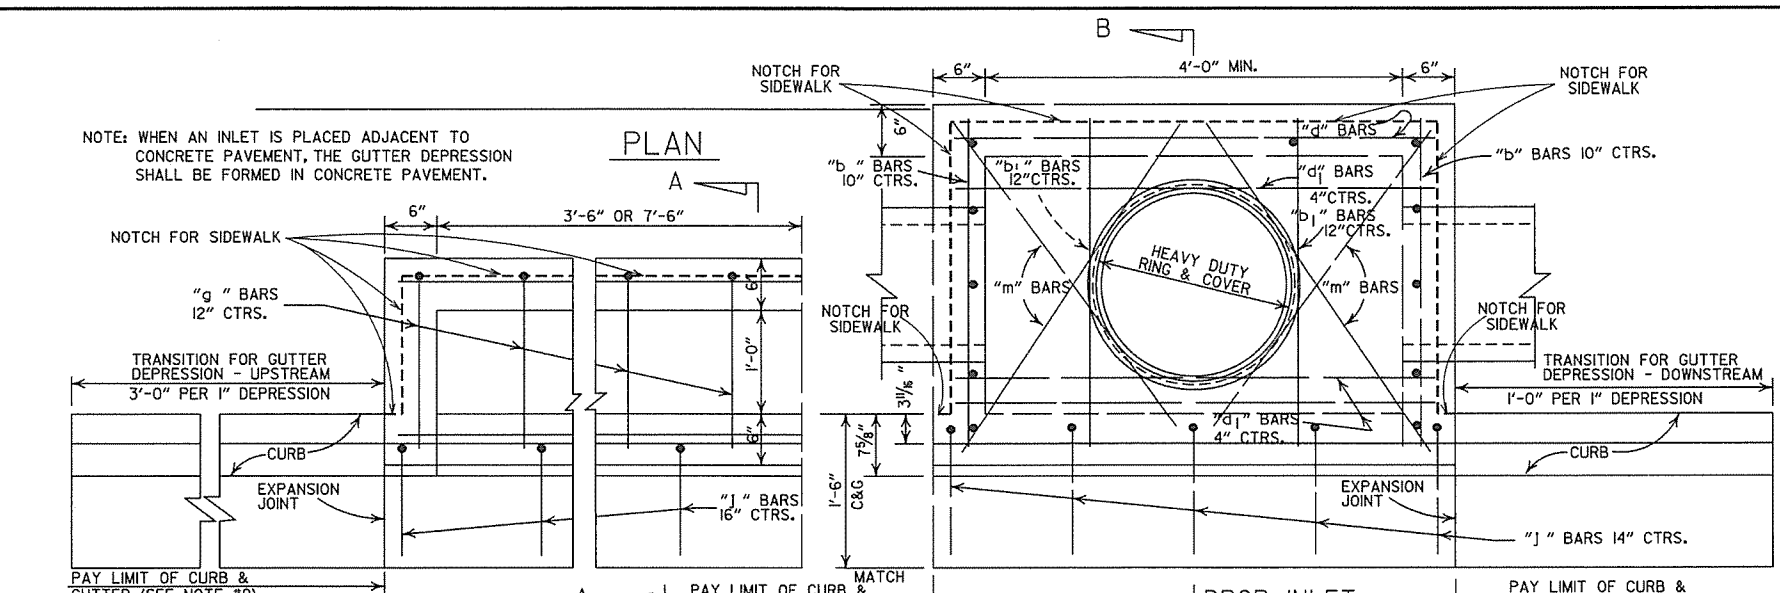 B
6"
4'-0" MIN.
6"
NOTCH FOR
SIDEWALK
NOTCH FOR
SIDEWALK
NOTE: WHEN AN INLET IS PLACED ADJACENT TO
CONCRETE PAVEMENT, THE GUTTER DEPRESSION
SHALL BE FORMED IN CONCRETE PAVEMENT.
PLAN
A
6"
"d" BARS
"b" BARS
10" CTRS.
"b1" BARS
12"CTRS.
"d1" BARS
4"CTRS.
"b" BARS 10" CTRS.
6"
3'-6" OR 7'-6"
"b1" BARS
12"CTRS.
NOTCH FOR SIDEWALK
HEAVY DUTY
RING & COVER
"m" BARS
"m" BARS
"g" BARS
12" CTRS.
6"
1'-0"
6"
NOTCH FOR
SIDEWALK
NOTCH FOR
SIDEWALK
TRANSITION FOR GUTTER
DEPRESSION - UPSTREAM
3'-0" PER 1" DEPRESSION
TRANSITION FOR GUTTER
DEPRESSION - DOWNSTREAM
1'-0" PER 1" DEPRESSION
3 11/16"
7 5/8"
1'-6"
C&G
"d1" BARS
4" CTRS.
CURB
CURB
EXPANSION
JOINT
"J" BARS
16" CTRS.
EXPANSION
JOINT
"J" BARS 14" CTRS.
PAY LIMIT OF CURB &
GUTTER (SEE NOTE #9)
A
PAY LIMIT OF CURB &
MATCH
DROP INLET
PAY LIMIT OF CURB &